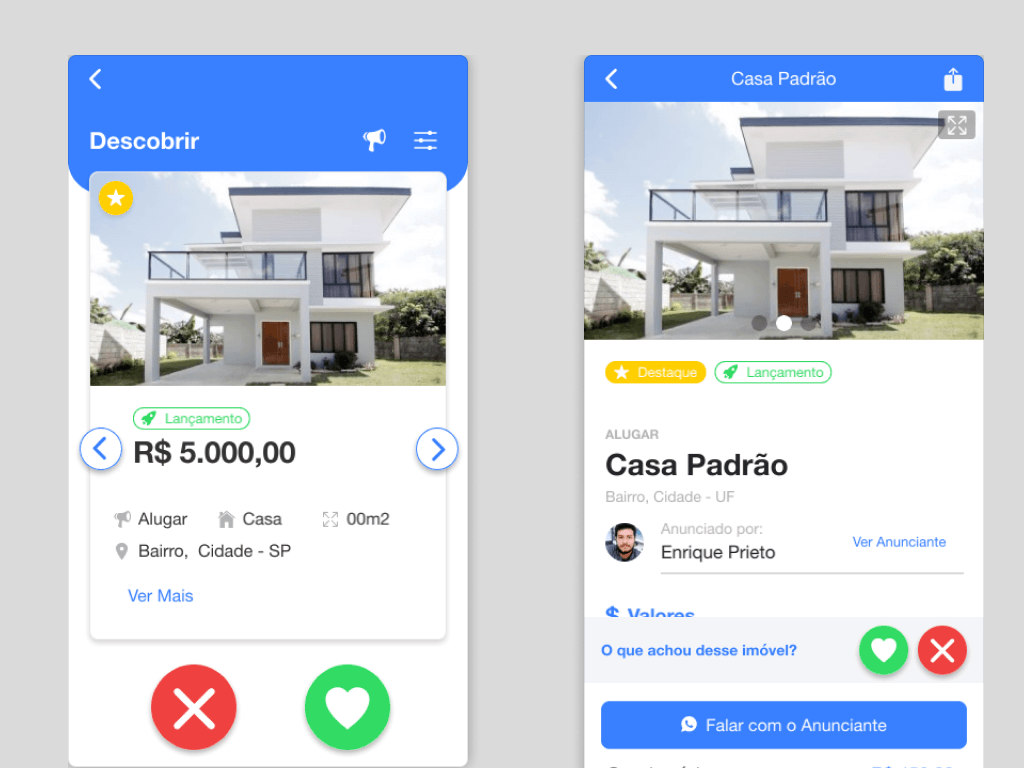 Descobrir
Lançamento
R$ 5.000,00
Alugar Casa 00m2
Bairro, Cidade - SP
Ver Mais
Casa Padrão
Destaque Lançamento
ALUGAR
Casa Padrão
Bairro, Cidade - UF
Anunciado por:
Enrique Prieto
Ver Anunciante
$ Valores
O que achou desse imóvel?
Falar com o Anunciante